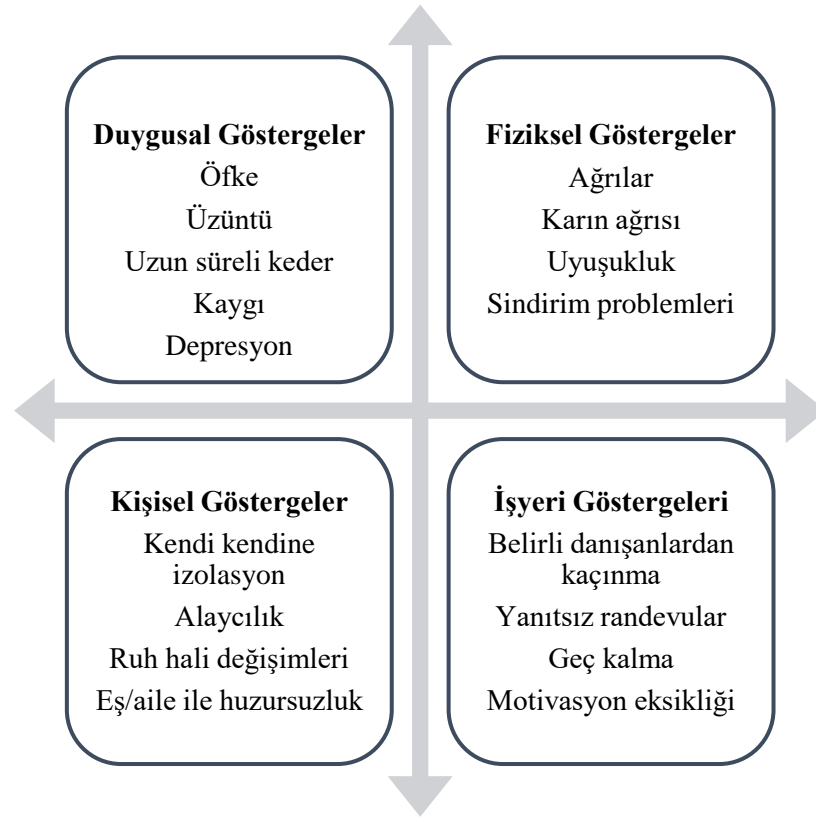 Duygusal Göstergeler
Öfke
Üzüntü
Uzun süreli keder
Kaygı
Depresyon
Fiziksel Göstergeler
Ağrılar
Karın ağrısı
Uyuşukluk
Sindirim problemleri
Kişisel Göstergeler
Kendi kendine
izolasyon
Alaycılık
Ruh hali değişimleri
Eş/aile ile huzursuzluk
İşyeri Göstergeleri
Belirli danışanlardan
kaçınma
Yanıtsız randevular
Geç kalma
Motivasyon eksikliği